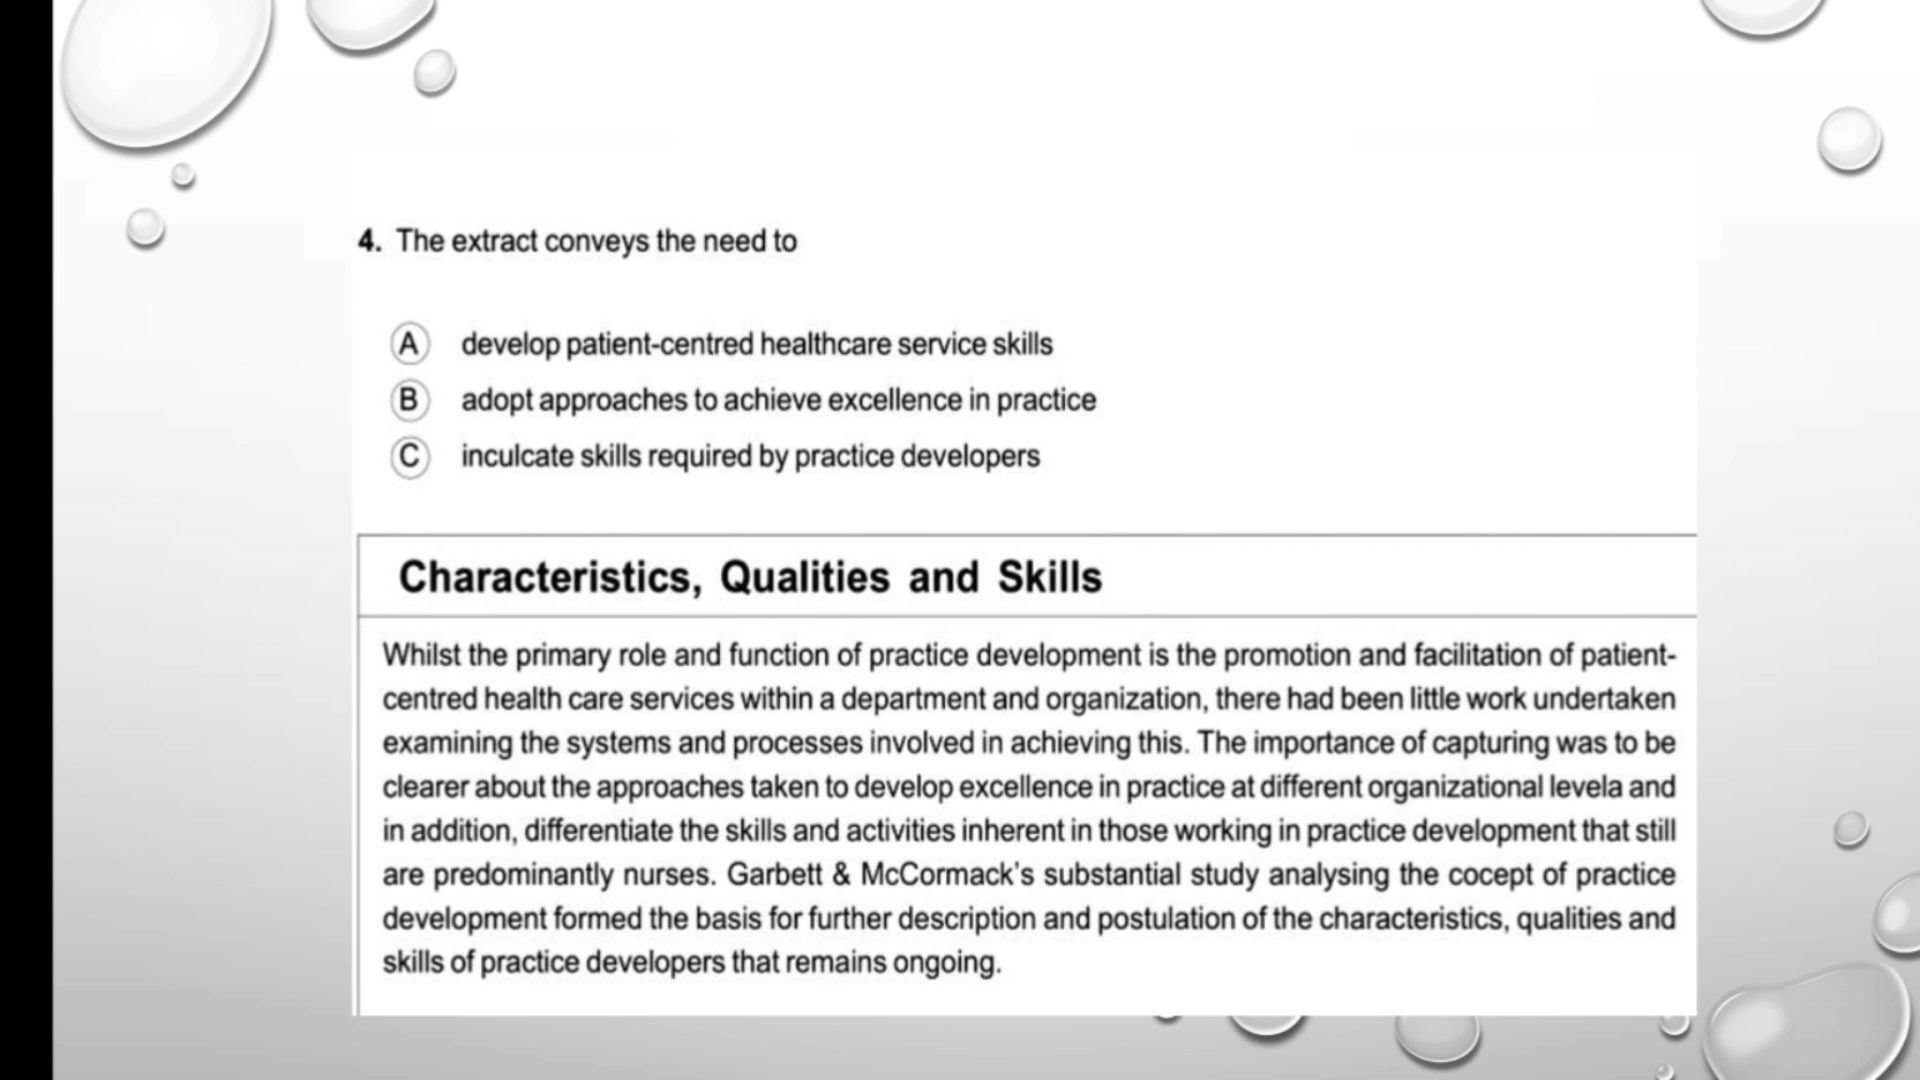 4. The extract conveys the need to
A develop patient-centred healthcare service skills
B adopt approaches to achieve excellence in practice
C inculcate skills required by practice developers
Characteristics, Qualities and Skills
Whilst the primary role and function of practice development is the promotion and facilitation of patient-
centred health care services within a department and organization, there had been little work undertaken
examining the systems and processes involved in achieving this. The importance of capturing was to be
clearer about the approaches taken to develop excellence in practice at different organizational levela and
in addition, differentiate the skills and activities inherent in those working in practice development that still
are predominantly nurses. Garbett & McCormack's substantial study analysing the cocept of practice
development formed the basis for further description and postulation of the characteristics, qualities and
skills of practice developers that remains ongoing.